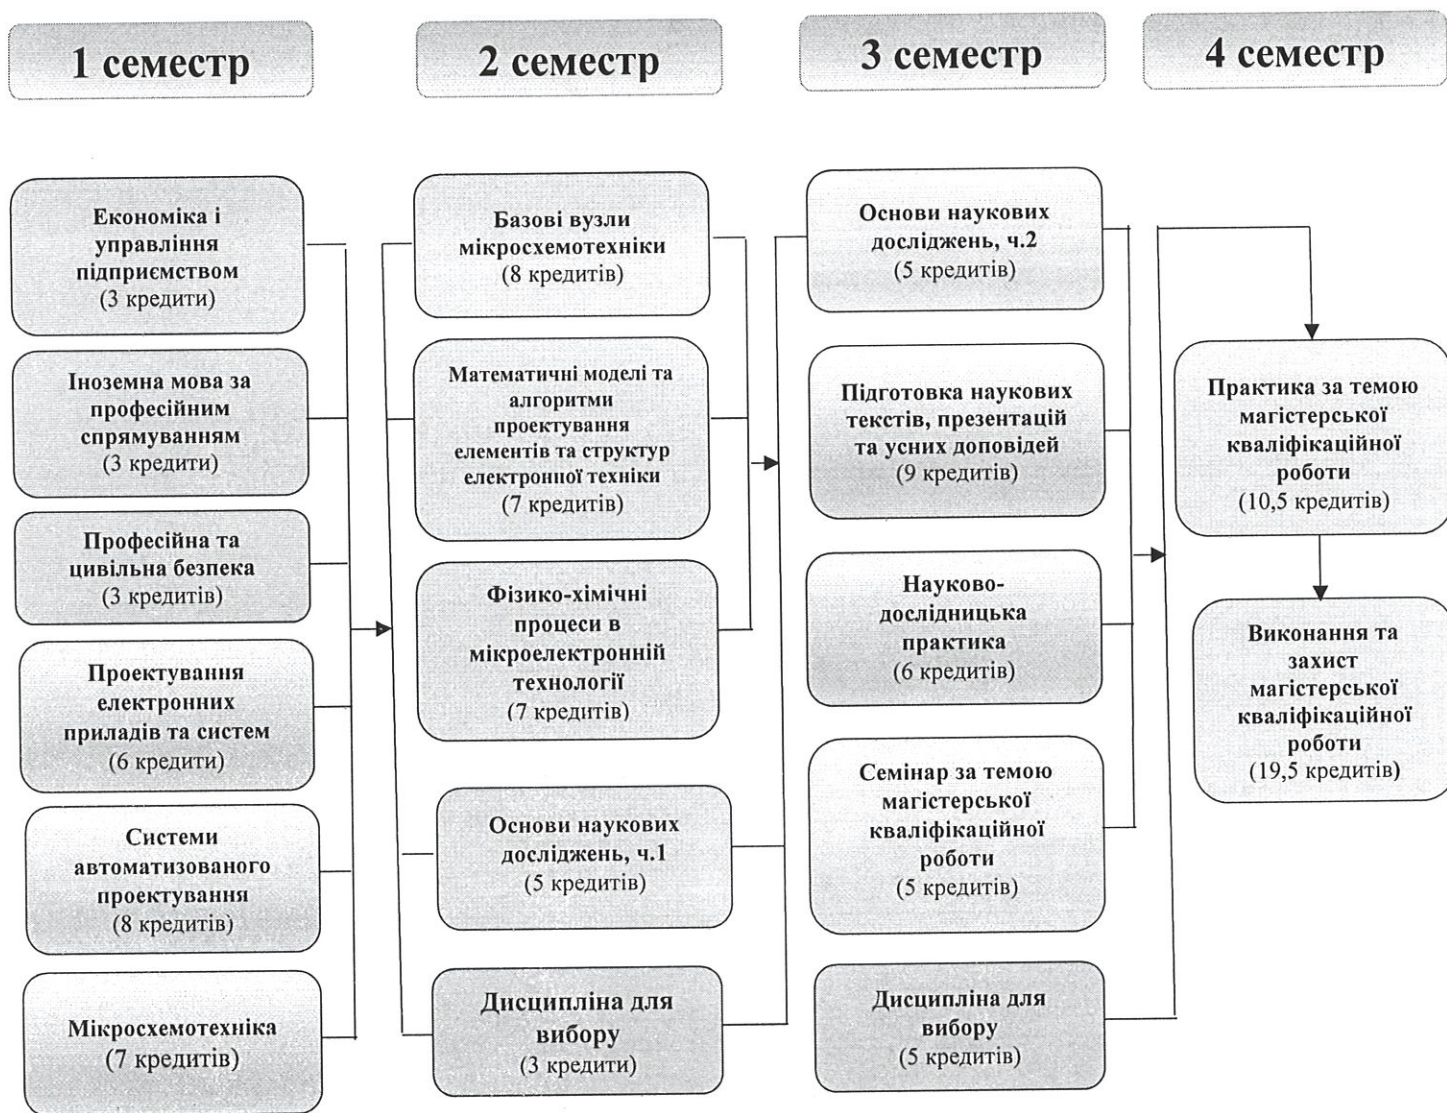 1 семестр
2 семестр
3 семестр
4 семестр
Економіка і
управління
підприємством
(3 кредити)
Іноземна мова за
професійним
спрямуванням
(3 кредити)
Професійна та
цивільна безпека
(3 кредитів)
Проектування
електронних
приладів та систем
(6 кредити)
Системи
автоматизованого
проектування
(8 кредитів)
Мікросхемотехніка
(7 кредитів)
Базові вузли
мікросхемотехніки
(8 кредитів)
Математичні моделі та
алгоритми
проектування
елементів та структур
електронної техніки
(7 кредитів)
Фізико-хімічні
процеси в
мікроелектронній
технології
(7 кредитів)
Основи наукових
досліджень, ч.1
(5 кредитів)
Дисципліна для
вибору
(3 кредити)
Основи наукових
досліджень, ч.2
(5 кредитів)
Підготовка наукових
текстів, презентацій
та усних доповідей
(9 кредитів)
Науково-
дослідницька
практика
(6 кредитів)
Семінар за темою
магістерської
кваліфікаційної
роботи
(5 кредитів)
Дисципліна для
вибору
(5 кредитів)
Практика за темою
магістерської
кваліфікаційної
роботи
(10,5 кредитів)
Виконання та
захист
магістерської
кваліфікаційної
роботи
(19,5 кредитів)